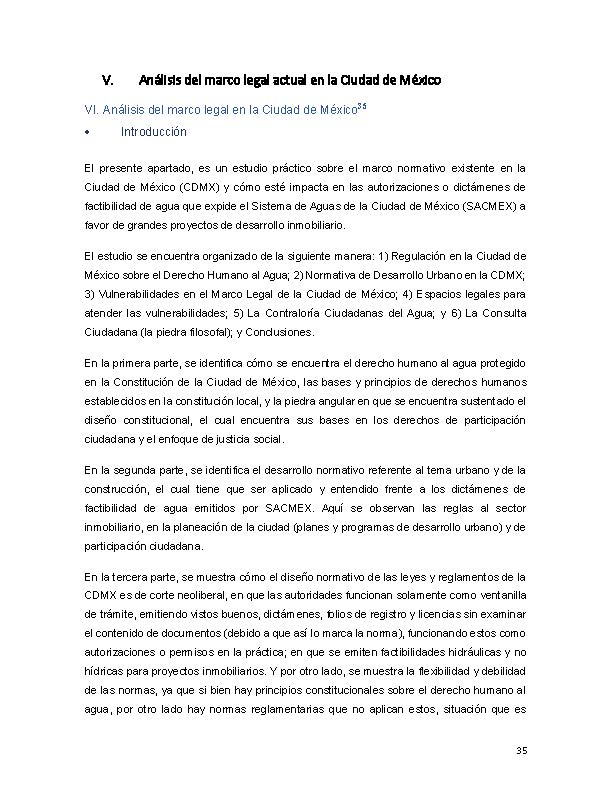 V. Análisis del marco legal actual en la Ciudad de México
VI. Análisis del marco legal en la Ciudad de México35
• Introducción
El presente apartado, es un estudio práctico sobre el marco normativo existente en la
Ciudad de México (CDMX) y cómo esté impacta en las autorizaciones o dictámenes de
factibilidad de agua que expide el Sistema de Aguas de la Ciudad de México (SACMEX) a
favor de grandes proyectos de desarrollo inmobiliario.
El estudio se encuentra organizado de la siguiente manera: 1) Regulación en la Ciudad de
México sobre el Derecho Humano al Agua; 2) Normativa de Desarrollo Urbano en la CDMX;
3) Vulnerabilidades en el Marco Legal de la Ciudad de México; 4) Espacios legales para
atender las vulnerabilidades; 5) La Contraloría Ciudadanas del Agua; y 6) La Consulta
Ciudadana (la piedra filosofal); y Conclusiones.
En la primera parte, se identifica cómo se encuentra el derecho humano al agua protegido
en la Constitución de la Ciudad de México, las bases y principios de derechos humanos
establecidos en la constitución local, y la piedra angular en que se encuentra sustentado el
diseño constitucional, el cual encuentra sus bases en los derechos de participación
ciudadana y el enfoque de justicia social.
En la segunda parte, se identifica el desarrollo normativo referente al tema urbano y de la
construcción, el cual tiene que ser aplicado y entendido frente a los dictámenes de
factibilidad de agua emitidos por SACMEX. Aquí se observan las reglas al sector
inmobiliario, en la planeación de la ciudad (planes y programas de desarrollo urbano) y de
participación ciudadana.
En la tercera parte, se muestra cómo el diseño normativo de las leyes y reglamentos de la
CDMX es de corte neoliberal, en que las autoridades funcionan solamente como ventanilla
de trámite, emitiendo vistos buenos, dictámenes, folios de registro y licencias sin examinar
el contenido de documentos (debido a que así lo marca la norma), funcionando estos como
autorizaciones o permisos en la práctica; en que se emiten factibilidades hidráulicas y no
hídricas para proyectos inmobiliarios. Y por otro lado, se muestra la flexibilidad y debilidad
de las normas, ya que si bien hay principios constitucionales sobre el derecho humano al
agua, por otro lado hay normas reglamentarias que no aplican estos, situación que es
35